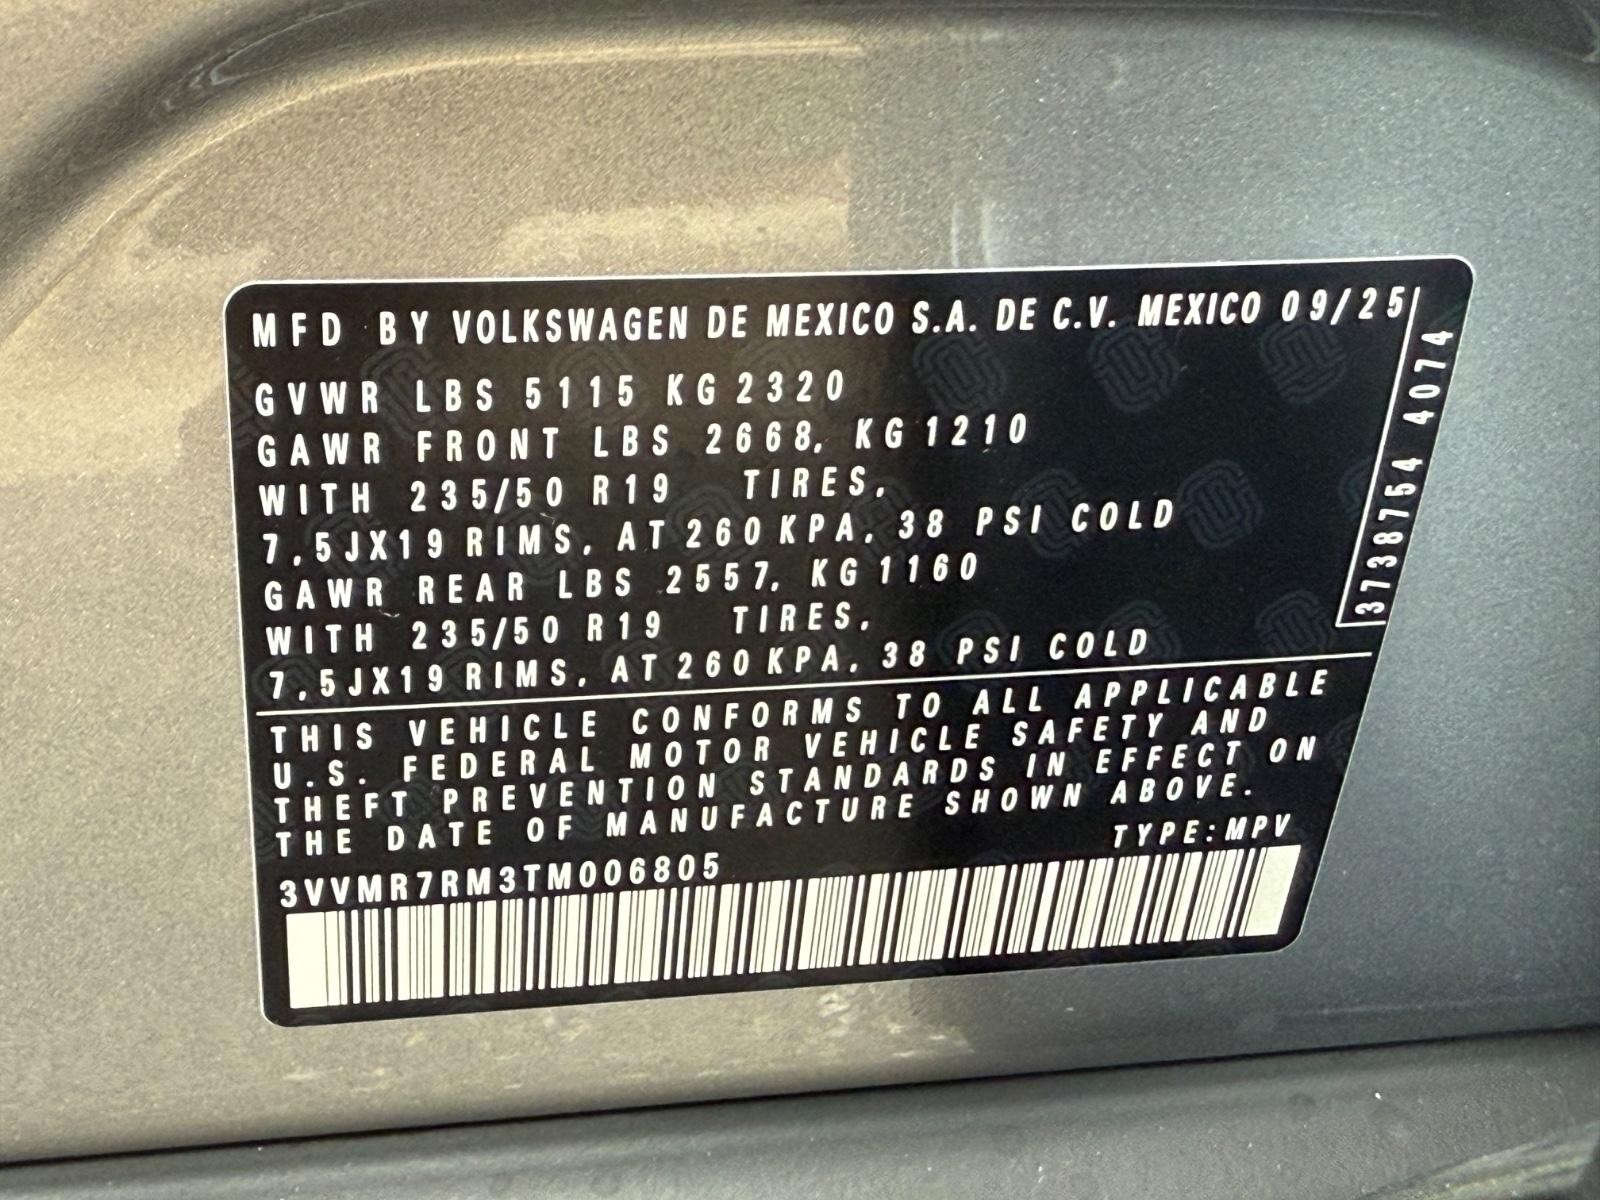 MFD BY VOLKSWAGEN DE MEXICO S.A. DE C.V. MEXICO 09/25
GVWR LBS 5115 KG 2320
GAWR FRONT LBS 2668, KG 1210
WITH 235/50 R19 TIRES,
7,5JX19 RIMS, AT 260 KPA, 38 PSI COLD
GAWR REAR LBS 2557, KG 1160
WITH 235/50 R19 TIRES,
7,5JX19 RIMS, AT 260 KPA, 38 PSI COLD
3738754 4074
THIS VEHICLE CONFORMS TO ALL APPLICABLE
U.S. FEDERAL MOTOR VEHICLE SAFETY AND
THEFT PREVENTION STANDARDS IN EFFECT ON
THE DATE OF MANUFACTURE SHOWN ABOVE.
TYPE:MPV
3VVMR7RM3TM006805